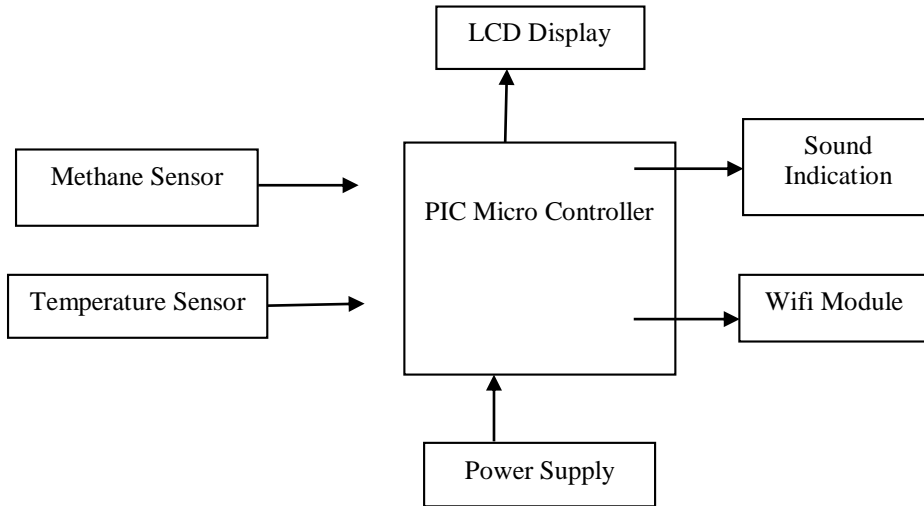 LCD Display
Methane Sensor
PIC Micro Controller
Sound
Indication
Temperature Sensor
Wifi Module
Power Supply